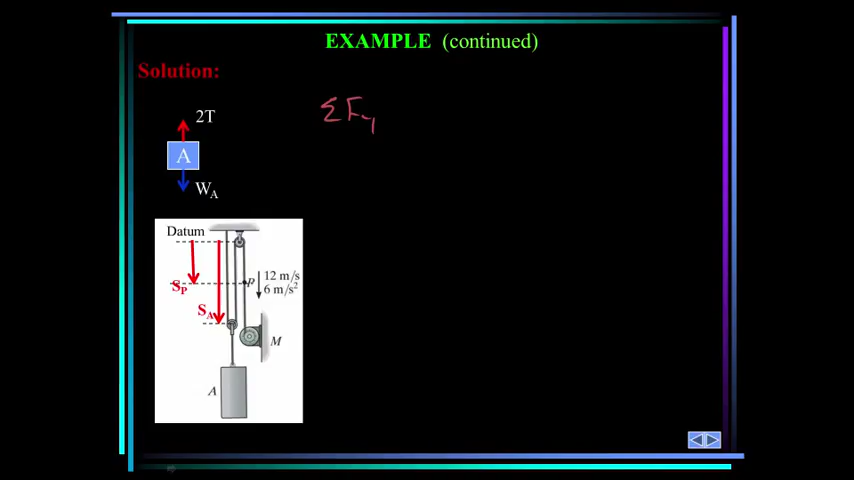 EXAMPLE (continued)
Solution:
2T
ΣFy
A
WA
Datum
P
12 m/s
6 m/s²
SP
SA
M
A